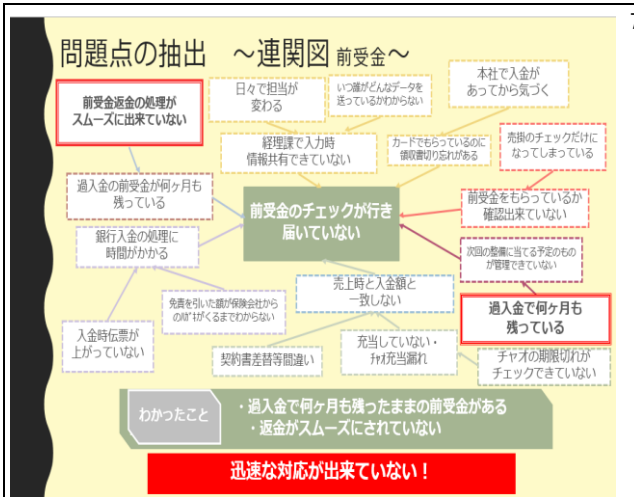 問題点の抽出　～連関図 前受金～
前受金返金の処理が
スムーズに出来ていない
日々で担当が
変わる
いつ誰がどんなデータを
送っているかわからない
本社で入金が
あってから気づく
経理課で入力時
情報共有できていない
カードでもらっているのに
領収書切り忘れがある
売掛のチェックだけに
なってしまっている
過入金の前受金が何ヶ月も
残っている
前受金のチェックが行き
届いていない
前受金をもらっているか
確認出来ていない
銀行入金の処理に
時間がかかる
次回の整備に当てる予定のもの
が管理できていない
売上時と入金額と
一致しない
免責を引いた額が保険会社から
がくるまでわからない
過入金で何ヶ月も
残っている
入金時伝票が
上がっていない
契約書差替等間違い
充当していない・
ﾁｬｵ充当漏れ
チャオの期限切れが
チェックできていない
わかったこと
・過入金で何ヶ月も残ったままの前受金がある
・返金がスムーズにされていない
迅速な対応が出来ていない！